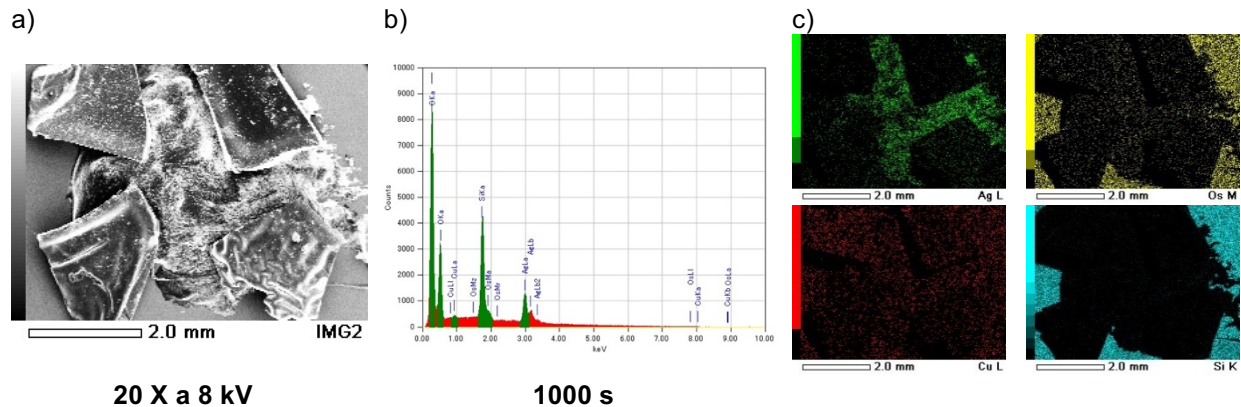 a)
2.0 mm IMG2
20 X a 8 kV
b)
10000
9000
8000
7000
6000
5000
4000
3000
2000
1000
0
Counts
OKa
OKa
CuLl
CuLa
OsMz
SiKa
OsMa
OsMr
AgLa
AgLb
AgLb2
OsLl
CuKa
CuKb
OsLa
0.00 1.00 2.00 3.00 4.00 5.00 6.00 7.00 8.00 9.00 10.00
keV
1000 s
c)
2.0 mm Ag L
2.0 mm Os M
2.0 mm Cu L
2.0 mm Si K